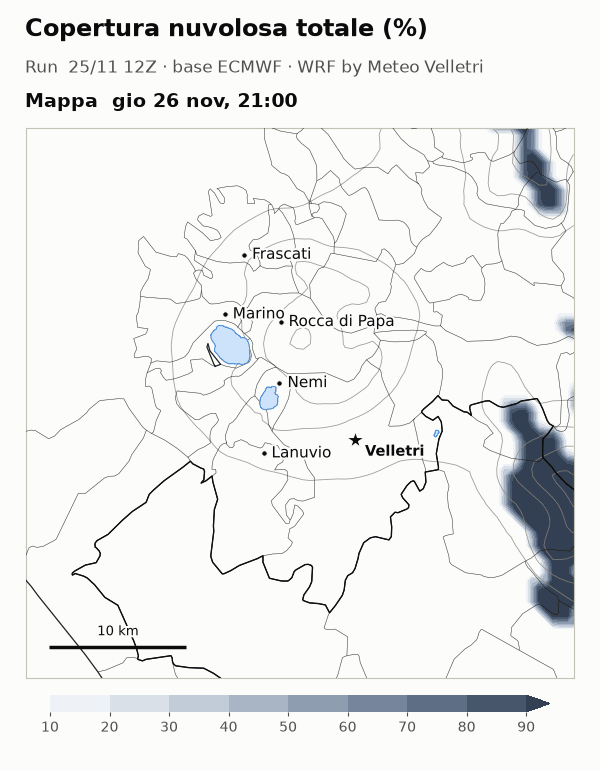 Copertura nuvolosa totale (%)
Run  25/11 12Z · base ECMWF · WRF by Meteo Velletri
Mappa  gio 26 nov, 21:00
Frascati
Marino
Rocca di Papa
Nemi
Velletri
Lanuvio
10 km
10 20 30 40 50 60 70 80 90